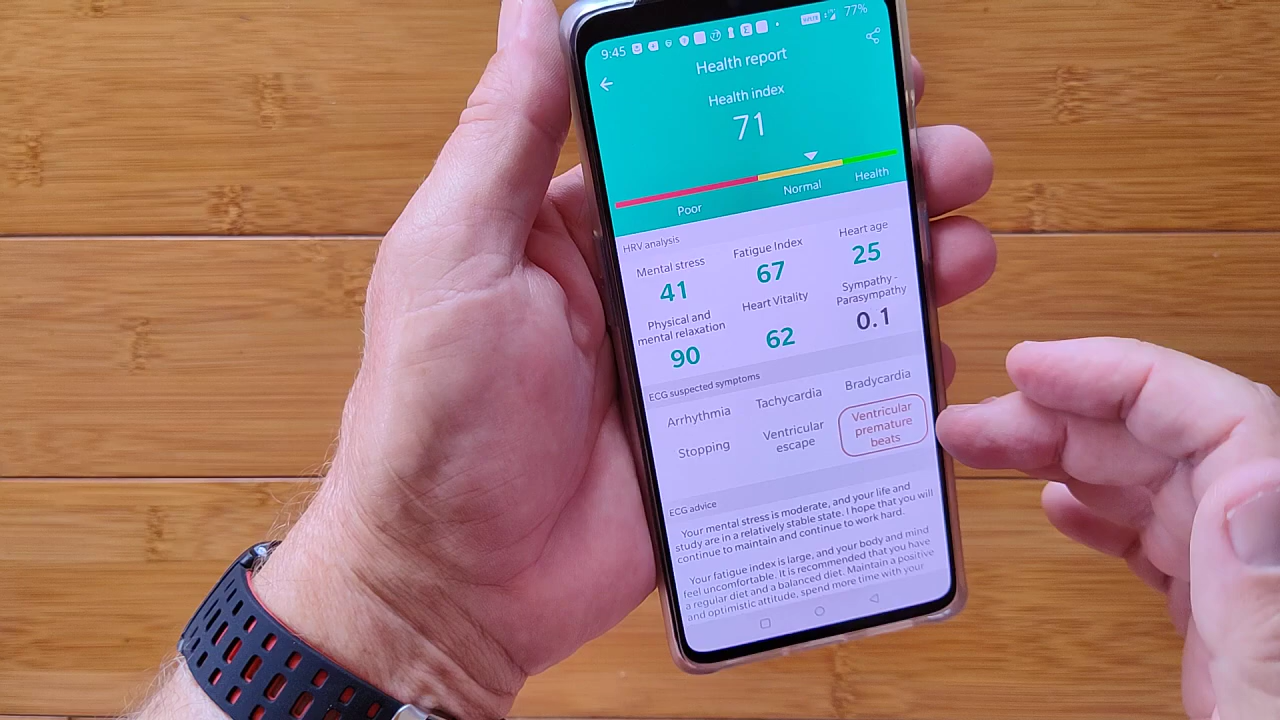 9:45
77%
Health report
Health index
71
Poor
Normal
Health
HRV analysis
Mental stress
41
Fatigue Index
67
Heart age
25
Physical and
mental relaxation
90
Heart Vitality
62
Sympathy -
Parasympathy
0.1
ECG suspected symptoms
Arrhythmia
Tachycardia
Bradycardia
Stopping
Ventricular
escape
Ventricular
premature
beats
ECG advice
Your mental stress is moderate, and your life and
study are in a relatively stable state. I hope that you will
continue to maintain and continue to work hard.
Your fatigue index is large, and your body and mind
feel uncomfortable. It is recommended that you have
a regular diet and a balanced diet. Maintain a positive
and optimistic attitude, spend more time with your